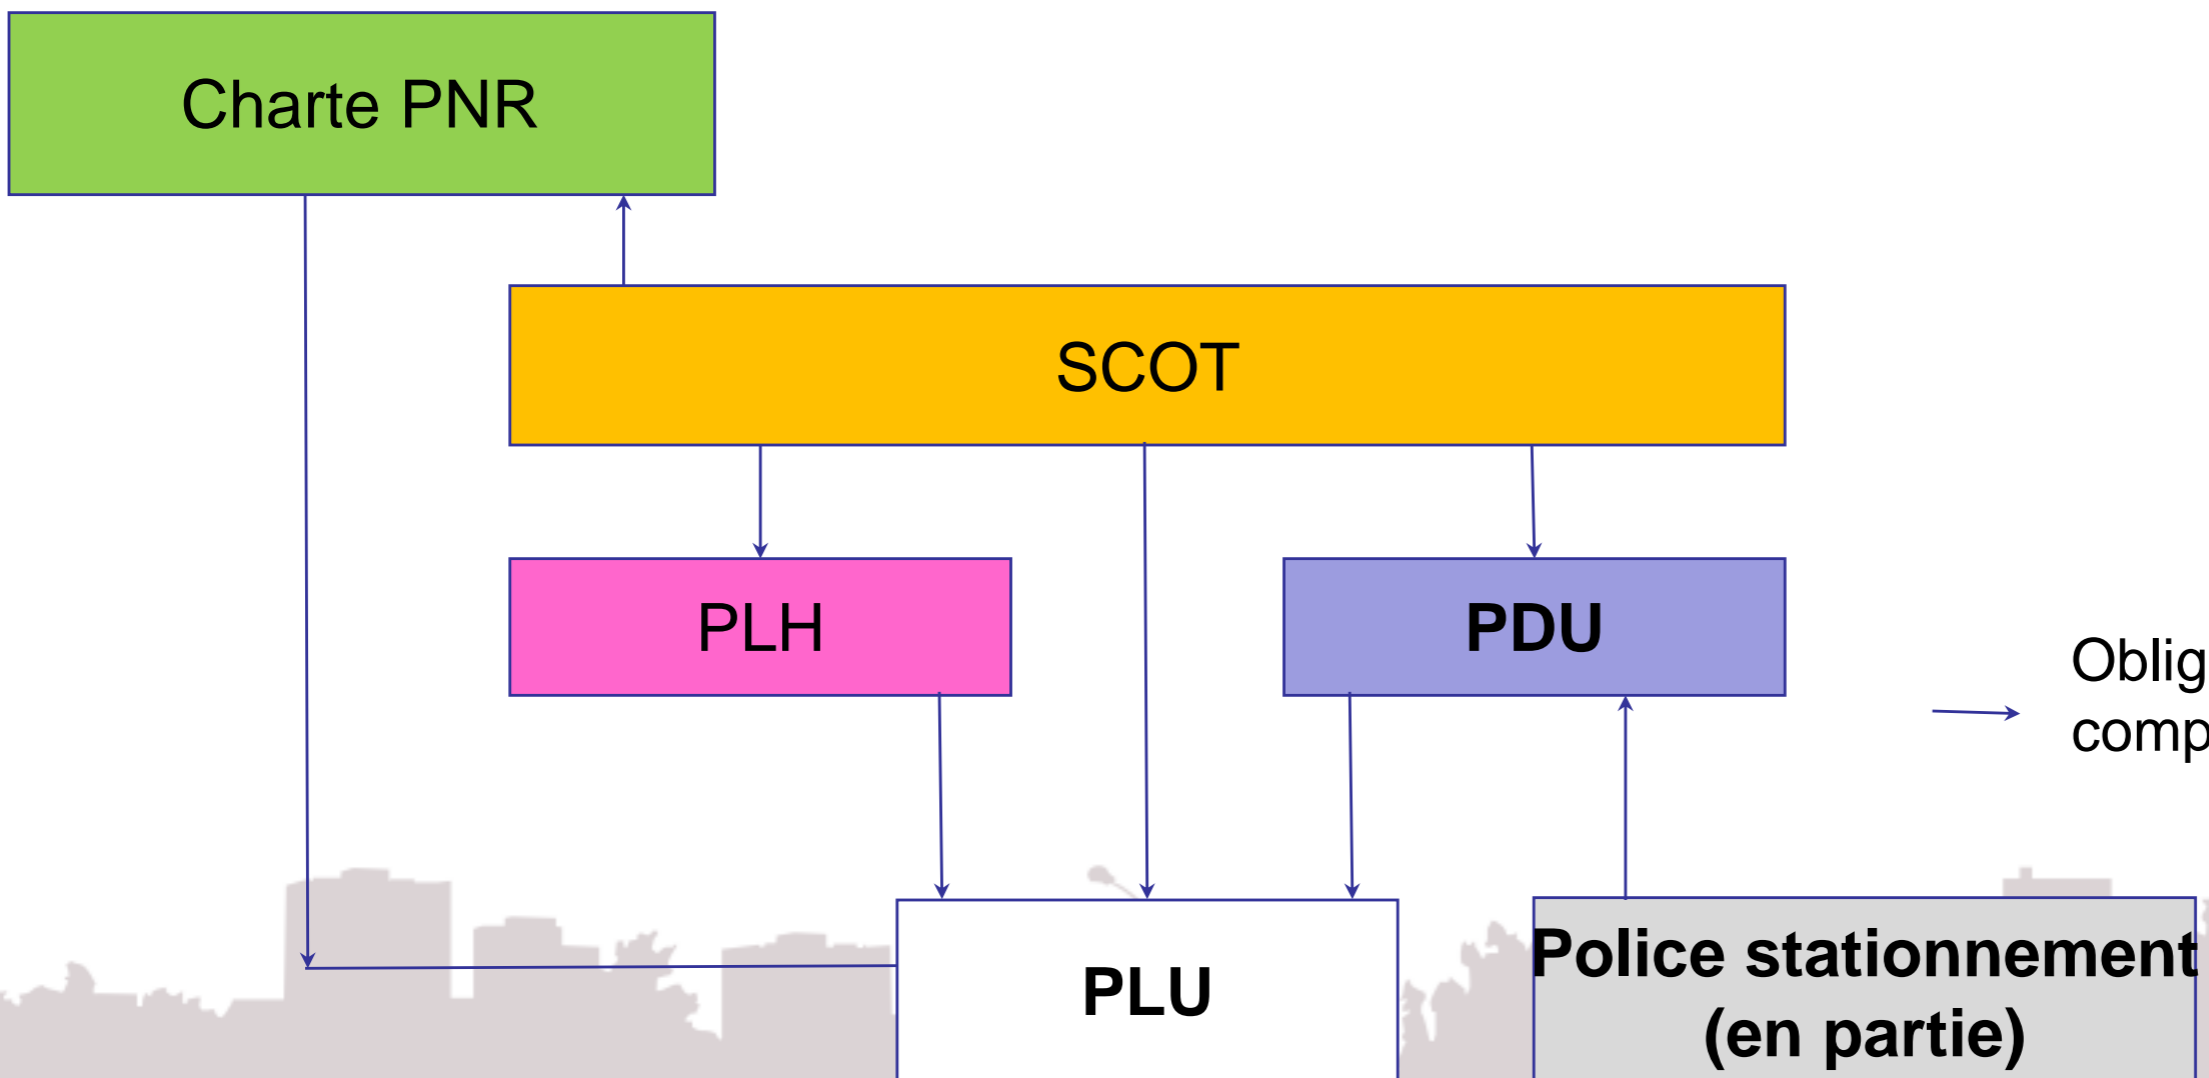 Charte PNR
SCOT
PLH
PDU
PLU
Police stationnement
(en partie)